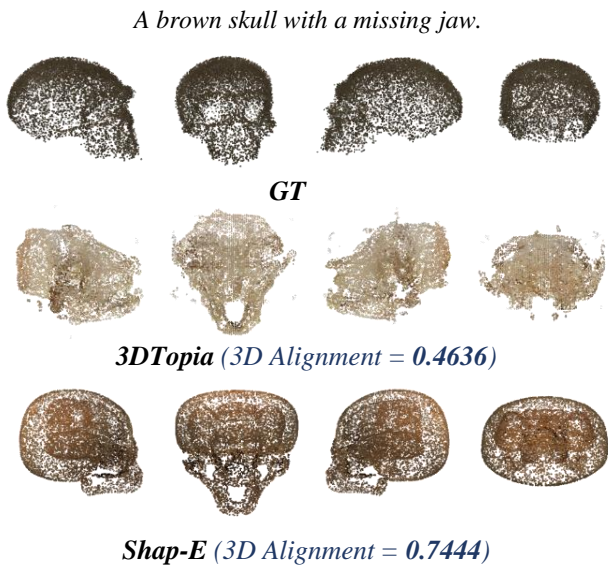 A brown skull with a missing jaw.
GT
3DTopia (3D Alignment = 0.4636)
Shap-E (3D Alignment = 0.7444)